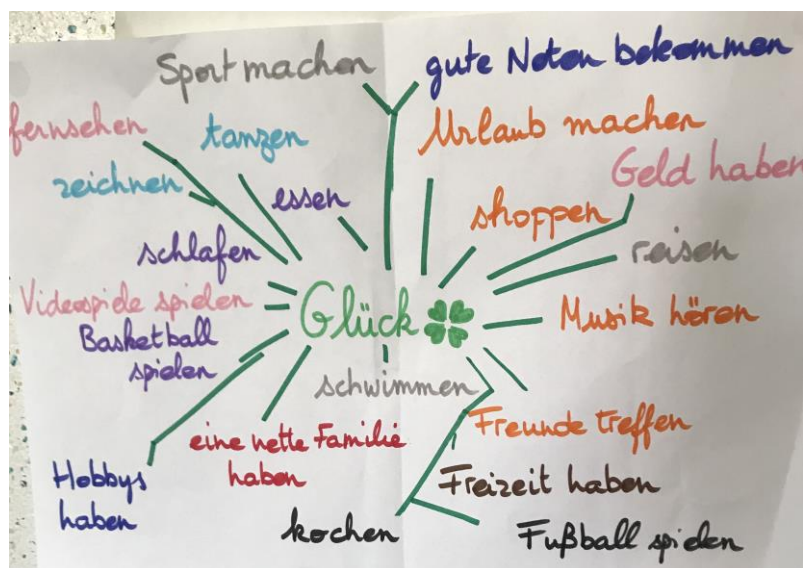 Sport machen
gute Noten bekommen
fernsehen
tanzen
Urlaub machen
Geld haben
zeichnen
essen
shoppen
schlafen
reisen
Videospiele spielen
Glück
Musik hören
Basketball
spielen
schwimmen
Freunde treffen
eine nette Familie
haben
Hobbys
haben
Freizeit haben
kochen
Fußball spielen